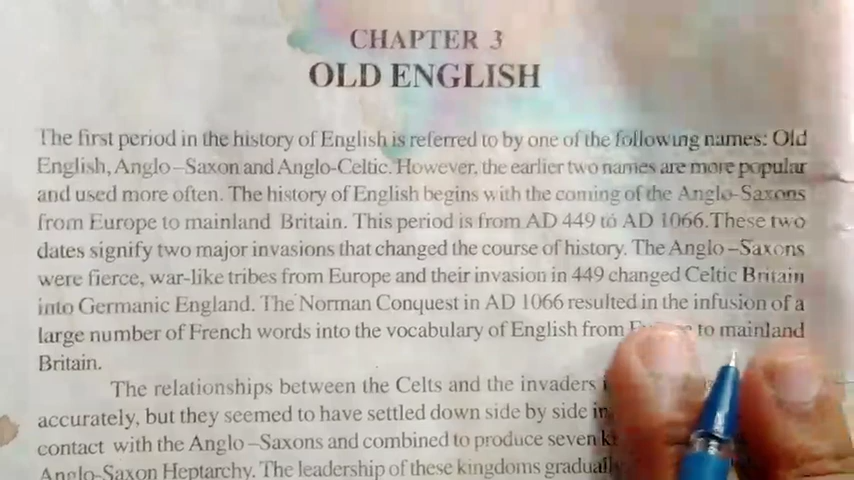 CHAPTER 3
OLD ENGLISH
The first period in the history of English is referred to by one of the following names: Old
English, Anglo–Saxon and Anglo-Celtic. However, the earlier two names are more popular
and used more often. The history of English begins with the coming of the Anglo-Saxons
from Europe to mainland Britain. This period is from AD 449 to AD 1066.These two
dates signify two major invasions that changed the course of history. The Anglo–Saxons
were fierce, war-like tribes from Europe and their invasion in 449 changed Celtic Britain
into Germanic England. The Norman Conquest in AD 1066 resulted in the infusion of a
large number of French words into the vocabulary of English from to mainland
Britain.
The relationships between the Celts and the invaders
accurately, but they seemed to have settled down side by side in
contact with the Anglo–Saxons and combined to produce seven
Anglo-Saxon Heptarchy. The leadership of these kingdoms